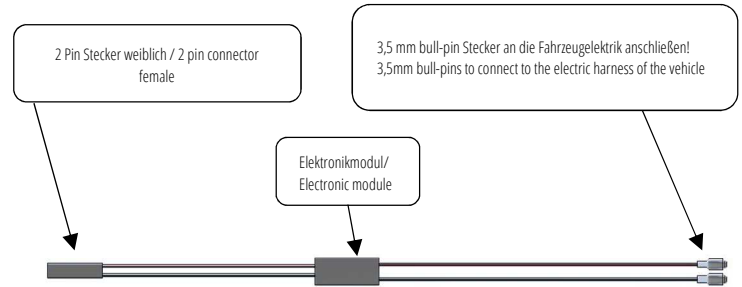 2 Pin Stecker weiblich / 2 pin connector
female
3,5 mm bull-pin Stecker an die Fahrzeugelektrik anschließen!
3,5mm bull-pins to connect to the electric harness of the vehicle
Elektronikmodul/
Electronic module